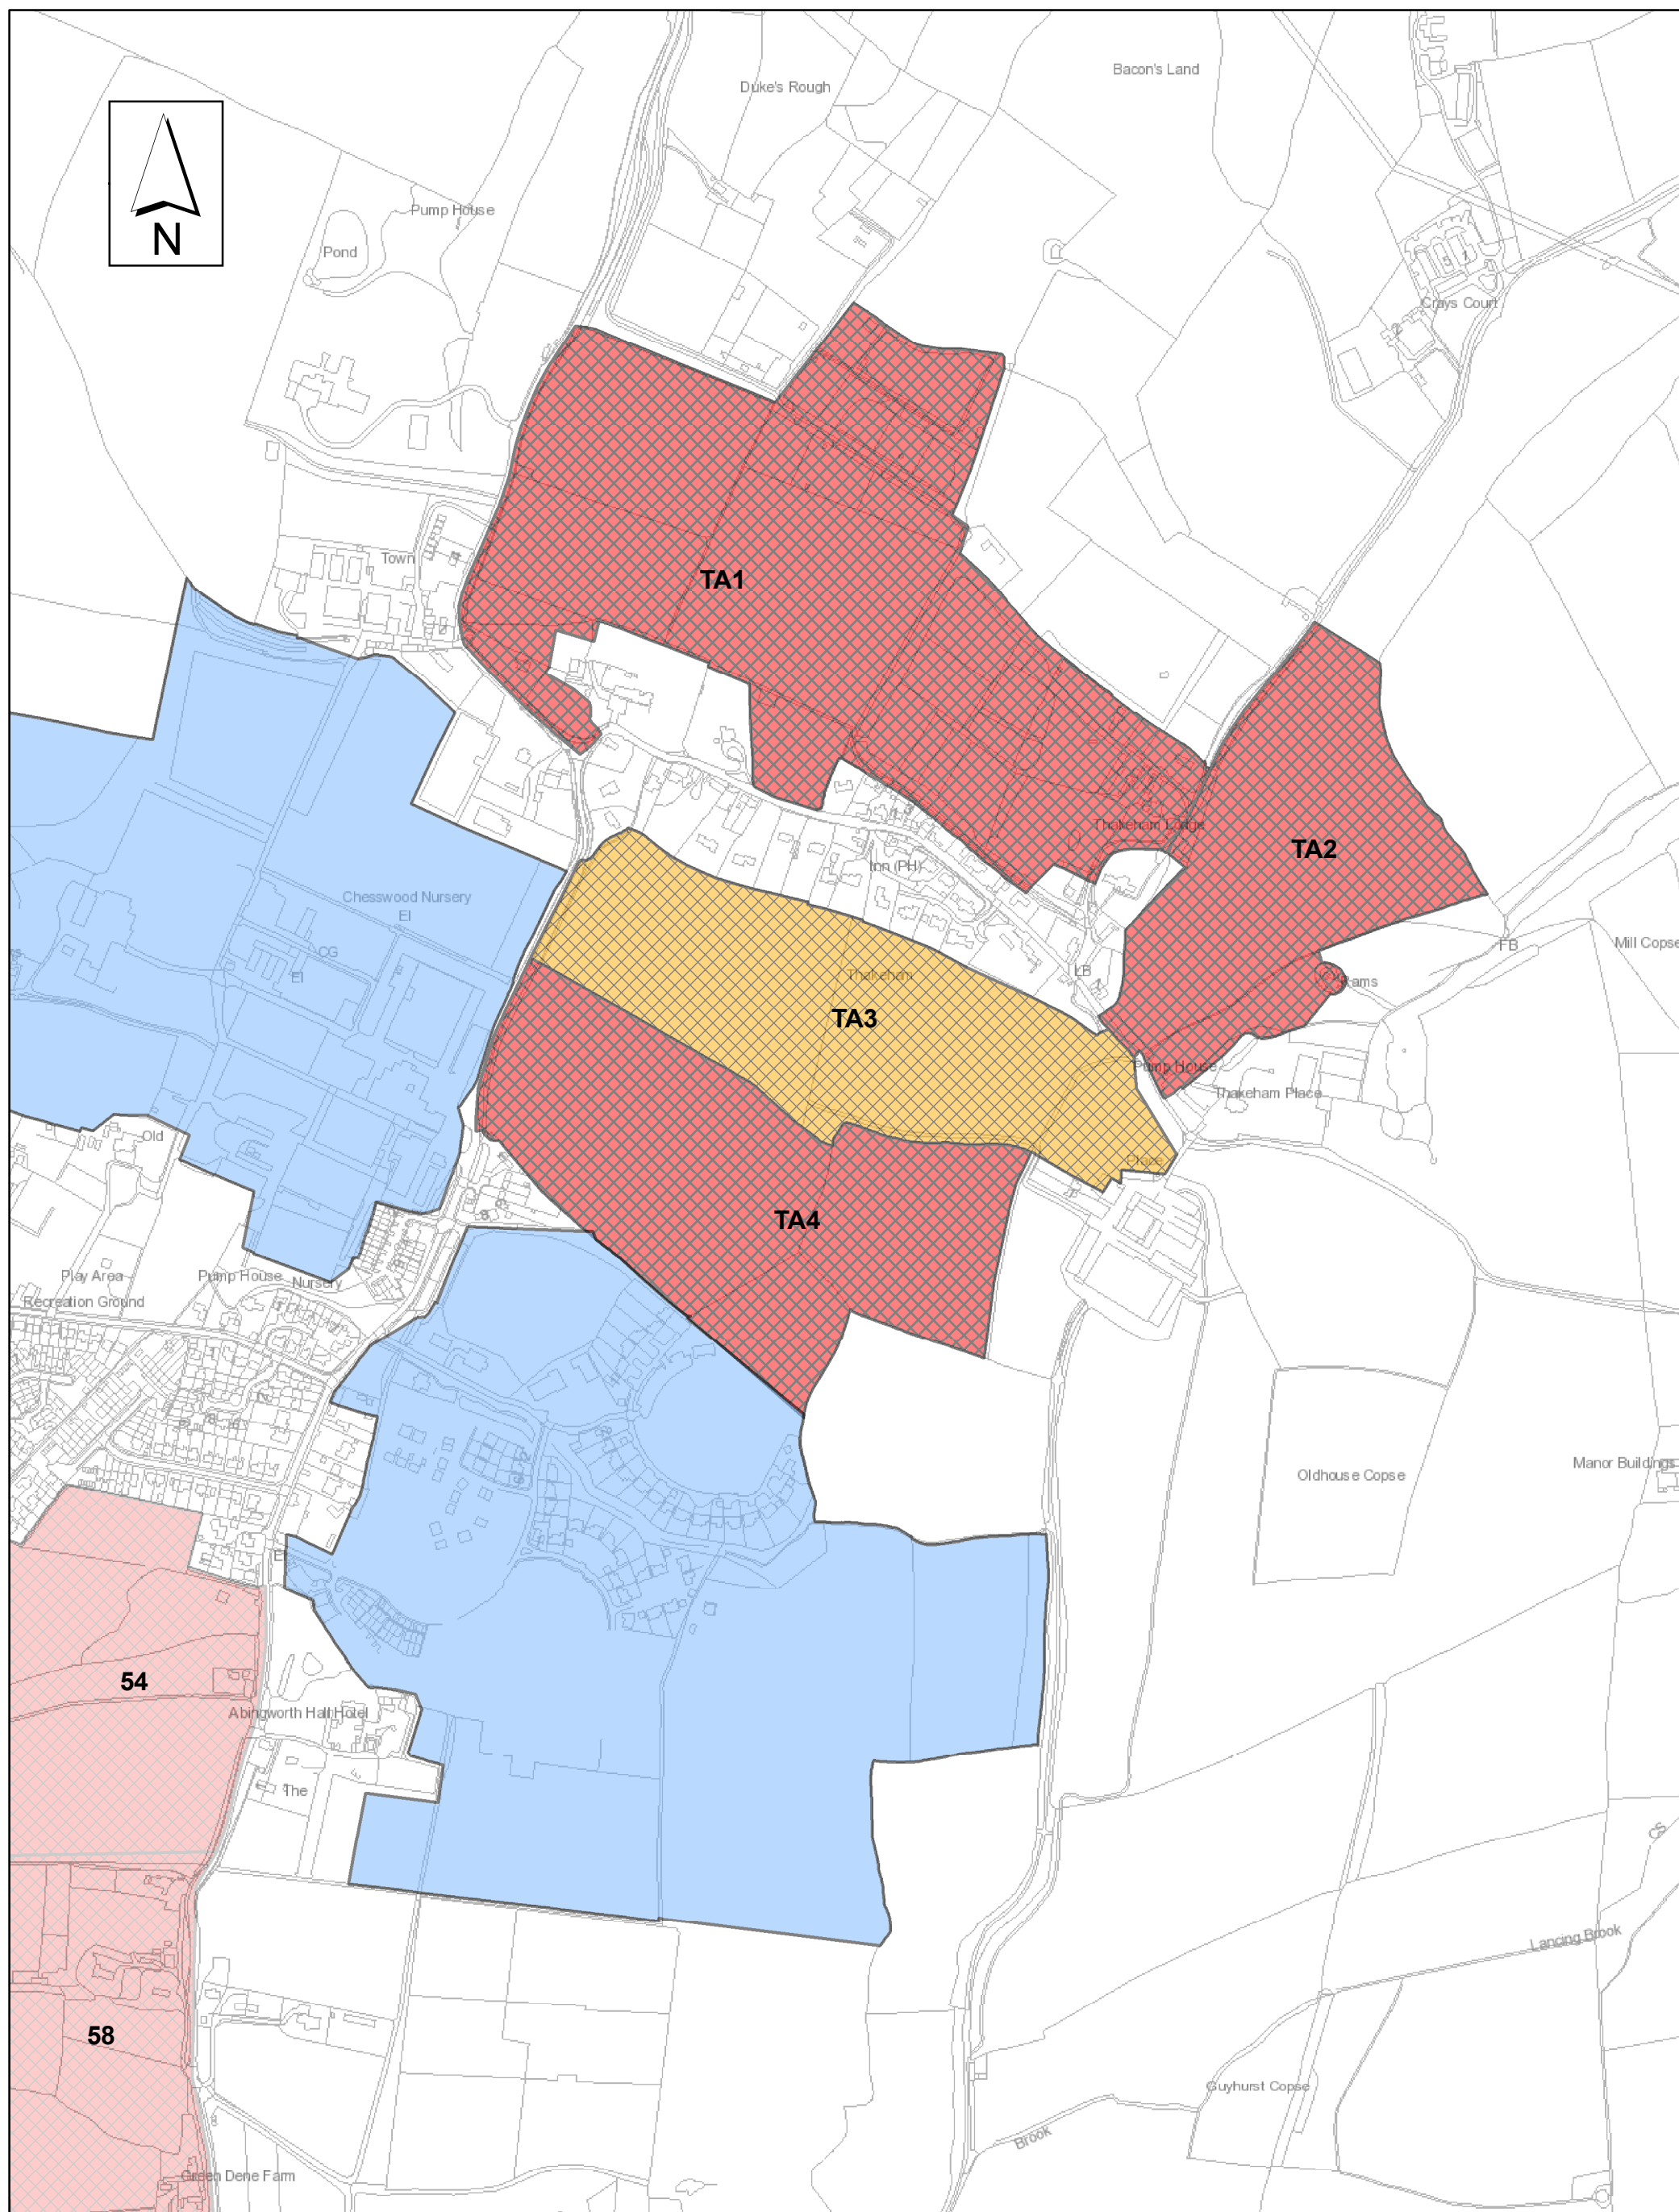 Bacon's Land
Duke's Rough
N
Pump House
Pond
Crays Court
Town
TA1
Thakeham Lodge
TA2
Inn (PH)
Chesswood Nursery
El
CG
El
Thakeham
LB
FB
Mill Copse
Rams
TA3
Pump House
Thakeham Place
Old
Place
TA4
Play Area
Pump House
Nursery
Recreation Ground
Oldhouse Copse
Manor Buildings
El
54
Abingworth Hall Hotel
The
CS
Lancing Brook
58
Guyhurst Copse
Brook
Green Dene Farm